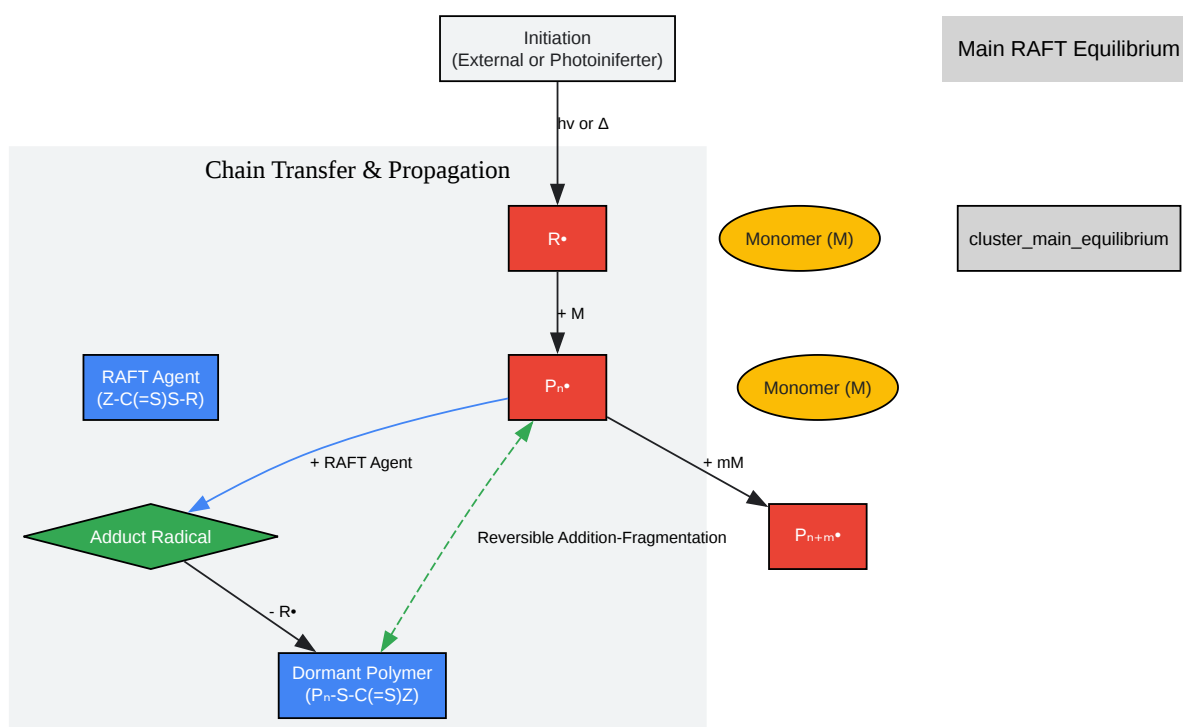 Initiation
(External or Photoiniferter)
Main RAFT Equilibrium
hv or Δ
Chain Transfer & Propagation
R•
Monomer (M)
cluster_main_equilibrium
+ M
RAFT Agent
(Z-C(=S)S-R)
Pₙ•
Monomer (M)
+ RAFT Agent
+ mM
Adduct Radical
Reversible Addition-Fragmentation
Pₙ₊ₘ•
- R•
Dormant Polymer
(Pₙ-S-C(=S)Z)